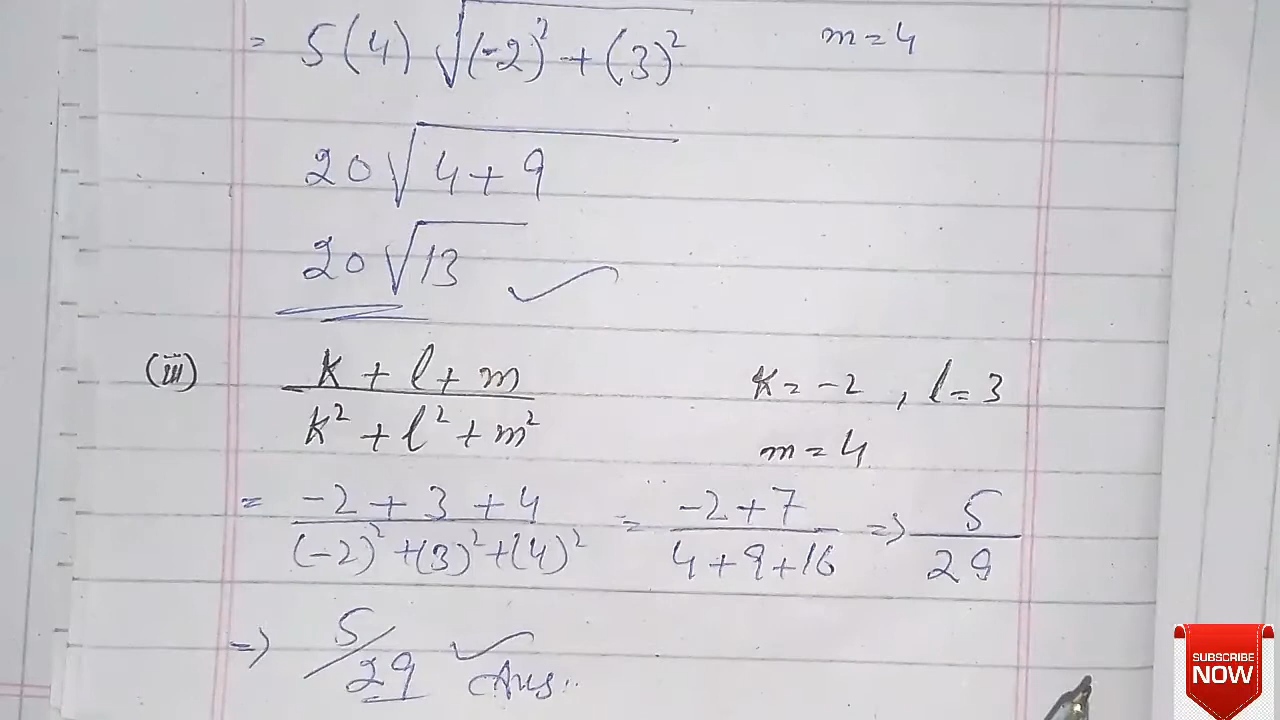 = 5(4) √(-2)² + (3)² m = 4
20 √4 + 9
20 √13
(iii) k + l + m / k² + l² + m² k = -2 , l = 3
m = 4
= -2 + 3 + 4 / (-2)² + (3)² + (4)² = -2 + 7 / 4 + 9 + 16 => 5 / 29
=> 5/29 Ans..
SUBSCRIBE
NOW